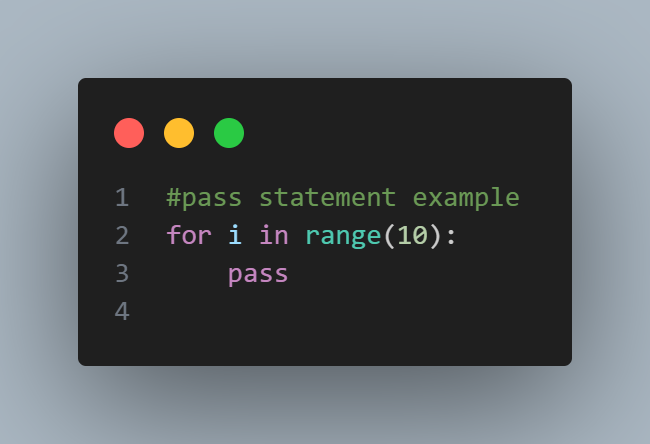 1 #pass statement example
2 for i in range(10):
3     pass
4